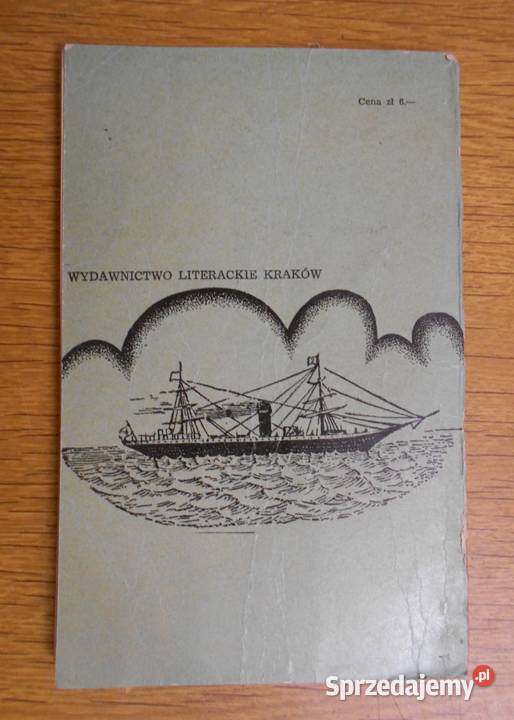 Cena zł 6.—
WYDAWNICTWO LITERACKIE KRAKÓW
Sprzedajemy.pl